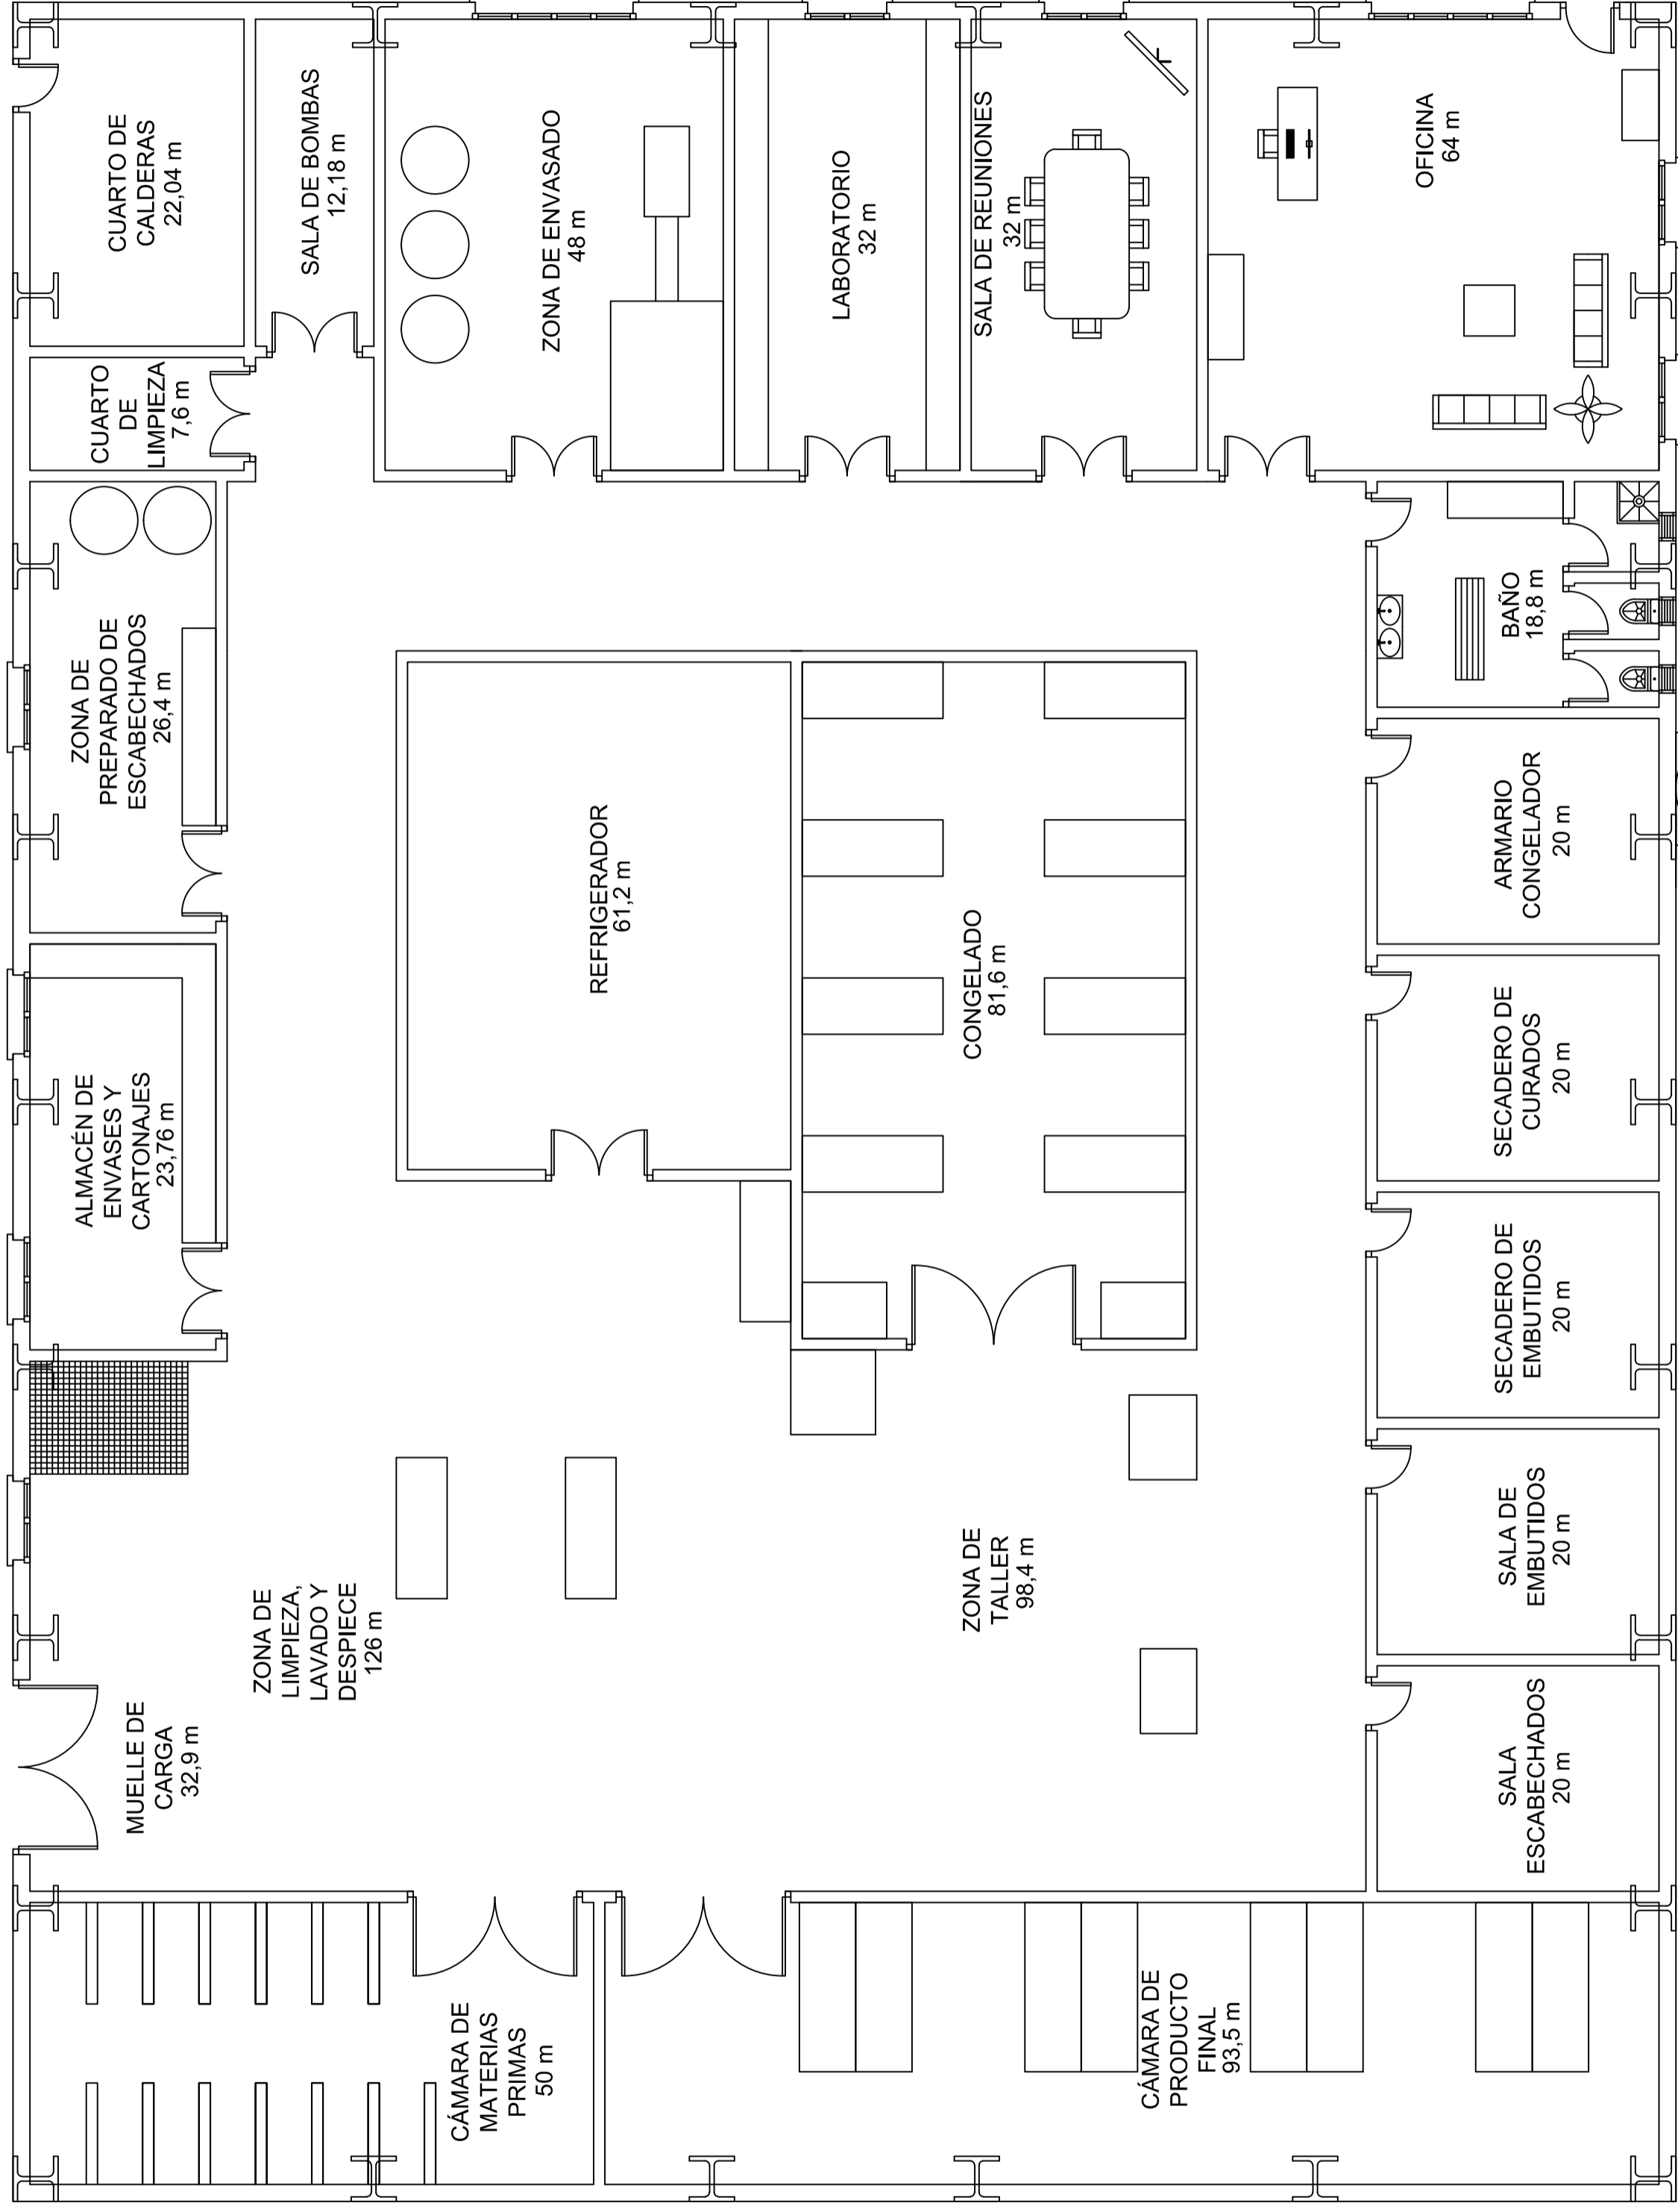 CUARTO DE
CALDERAS
22,04 m
SALA DE BOMBAS
12,18 m
ZONA DE ENVASADO
48 m
LABORATORIO
32 m
SALA DE REUNIONES
32 m
OFICINA
64 m
CUARTO
DE
LIMPIEZA
7,6 m
ZONA DE
PREPARADO DE
ESCABECHADOS
26,4 m
BAÑO
18,8 m
REFRIGERADOR
61,2 m
CONGELADO
81,6 m
ARMARIO
CONGELADOR
20 m
ALMACÉN DE
ENVASES Y
CARTONAJES
23,76 m
SECADERO DE
CURADOS
20 m
SECADERO DE
EMBUTIDOS
20 m
ZONA DE
LIMPIEZA,
LAVADO Y
DESPIECE
126 m
ZONA DE
TALLER
98,4 m
SALA DE
EMBUTIDOS
20 m
MUELLE DE
CARGA
32,9 m
SALA
ESCABECHADOS
20 m
CÁMARA DE
MATERIAS
PRIMAS
50 m
CÁMARA DE
PRODUCTO
FINAL
93,5 m